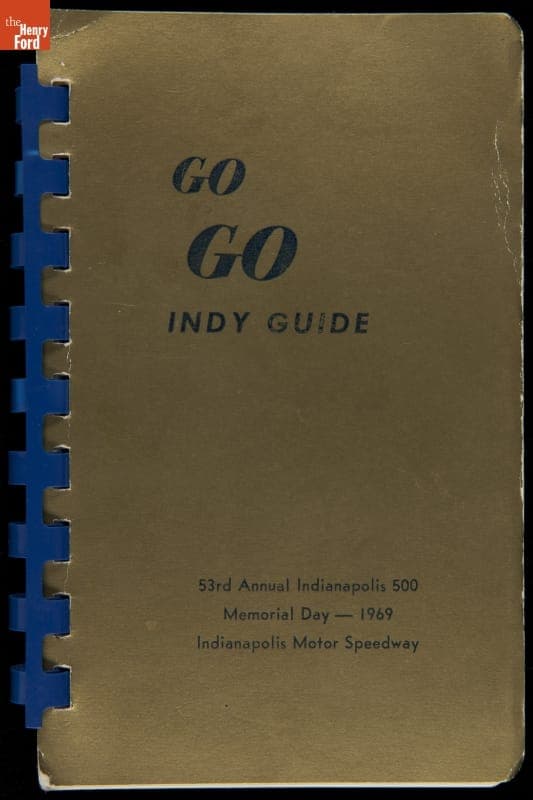 the
Henry
Ford
GO
GO
INDY GUIDE
53rd Annual Indianapolis 500
Memorial Day — 1969
Indianapolis Motor Speedway